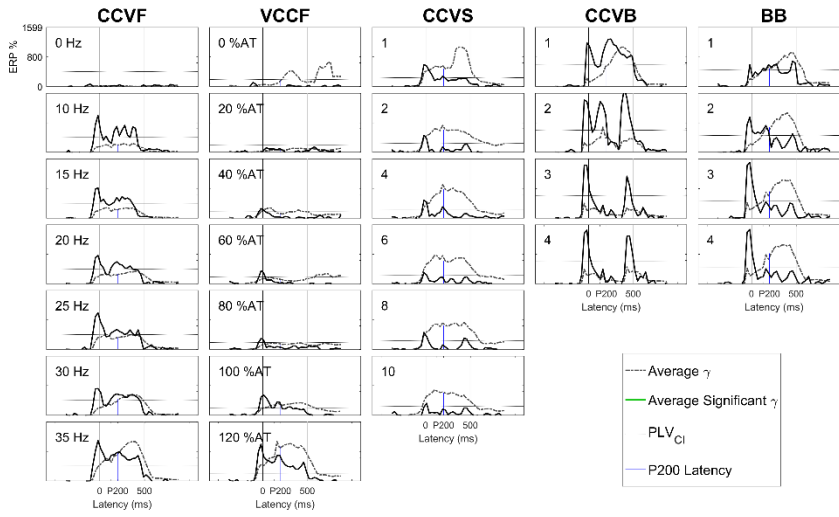 CCVF VCCF CCVS CCVB BB
1599
800
0
ERP %
0 Hz 0 %AT 1 1 1
10 Hz 20 %AT 2 2 2
15 Hz 40 %AT 4 3 3
20 Hz 60 %AT 6 4 4
0 P200 500 0 P200 500
Latency (ms) Latency (ms)
25 Hz 80 %AT 8
30 Hz 100 %AT 10
0 P200 500
Latency (ms)
35 Hz 120 %AT
0 P200 500 0 P200 500
Latency (ms) Latency (ms)
Average γ
Average Significant γ
PLV_CI
P200 Latency